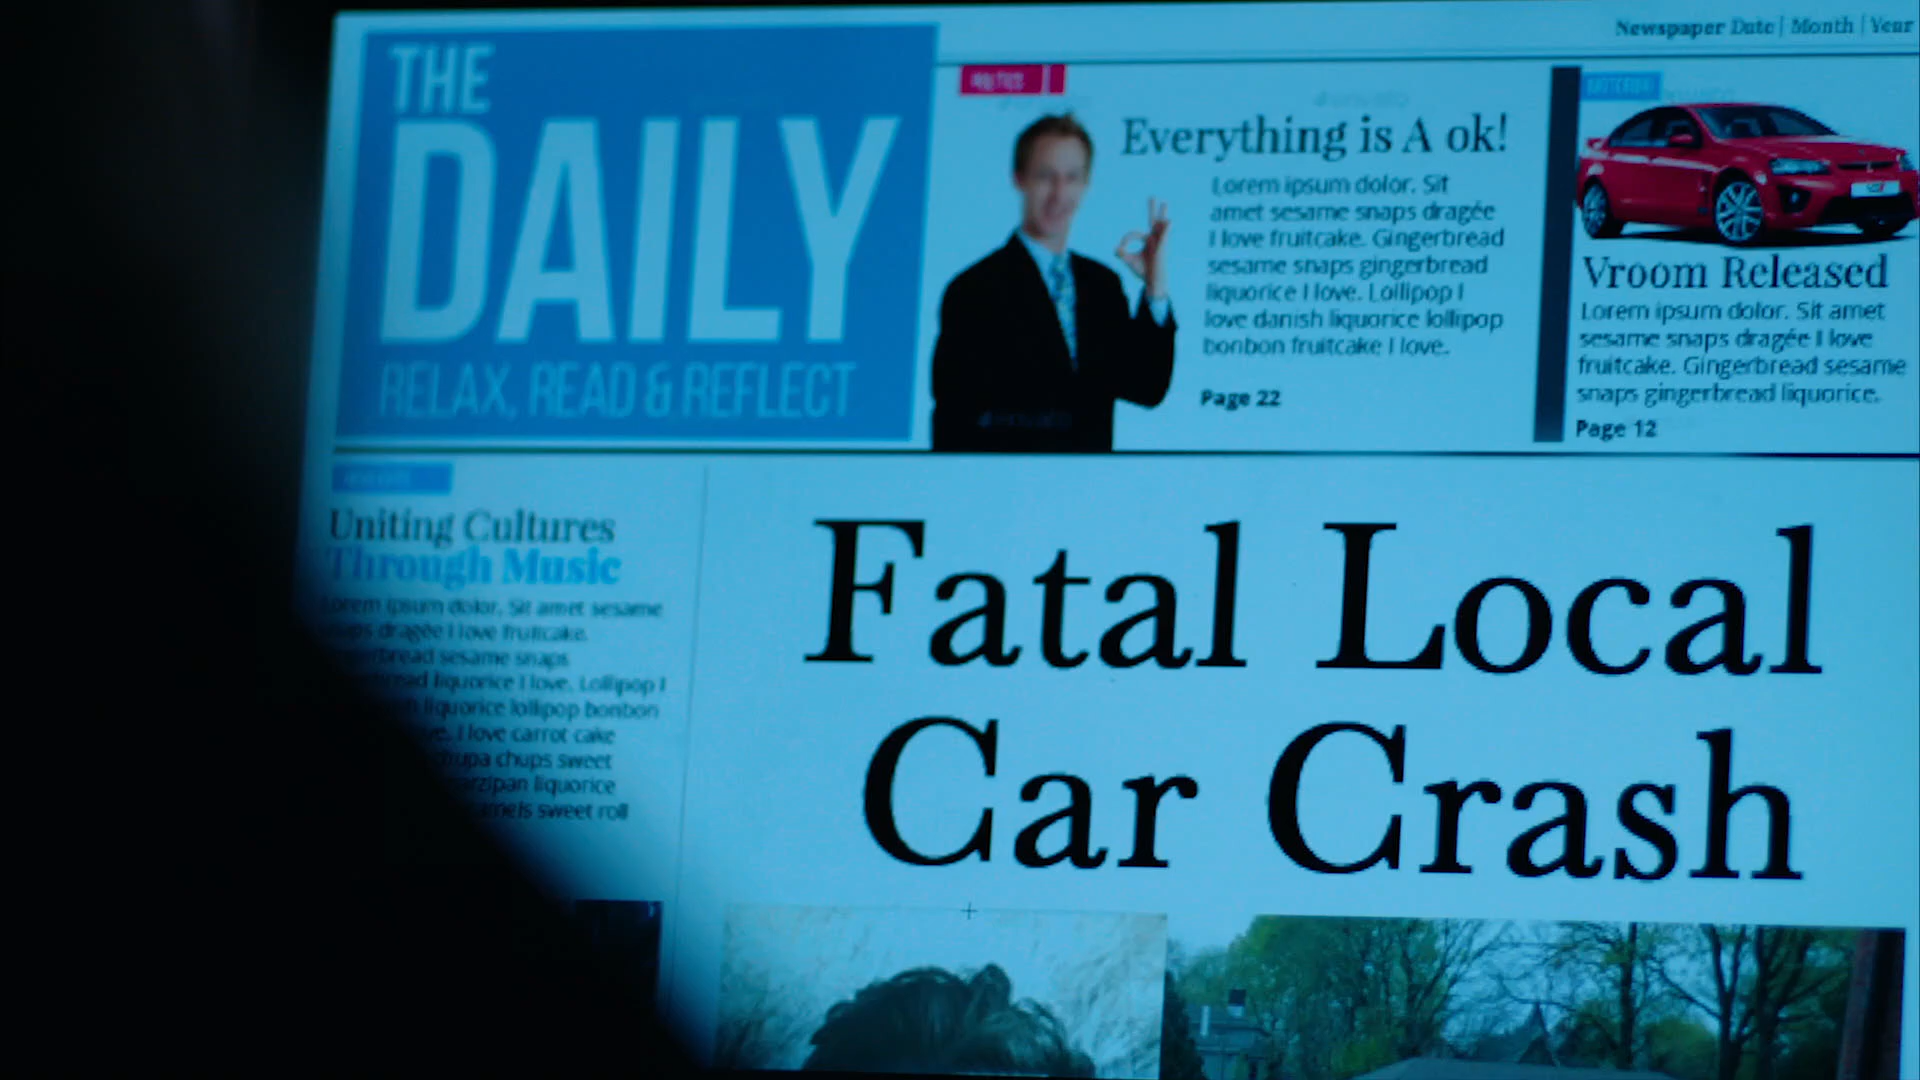 Newspaper Date | Month | Year
THE
DAILY
RELAX, READ & REFLECT
POLITICS
Everything is A ok!
Lorem ipsum dolor. Sit
amet sesame snaps dragée
I love fruitcake. Gingerbread
sesame snaps gingerbread
liquorice I love. Lollipop I
love danish liquorice lollipop
bonbon fruitcake I love.
Page 22
MOTORING
Vroom Released
Lorem ipsum dolor. Sit amet
sesame snaps dragée I love
fruitcake. Gingerbread sesame
snaps gingerbread liquorice.
Page 12
Uniting Cultures
Through Music
Lorem ipsum dolor. Sit amet sesame
dragée I love fruitcake.
sesame snaps
liquorice I love. Lollipop I
liquorice lollipop bonbon
I love carrot cake
chups sweet
liquorice
sweet roll
Fatal Local
Car Crash